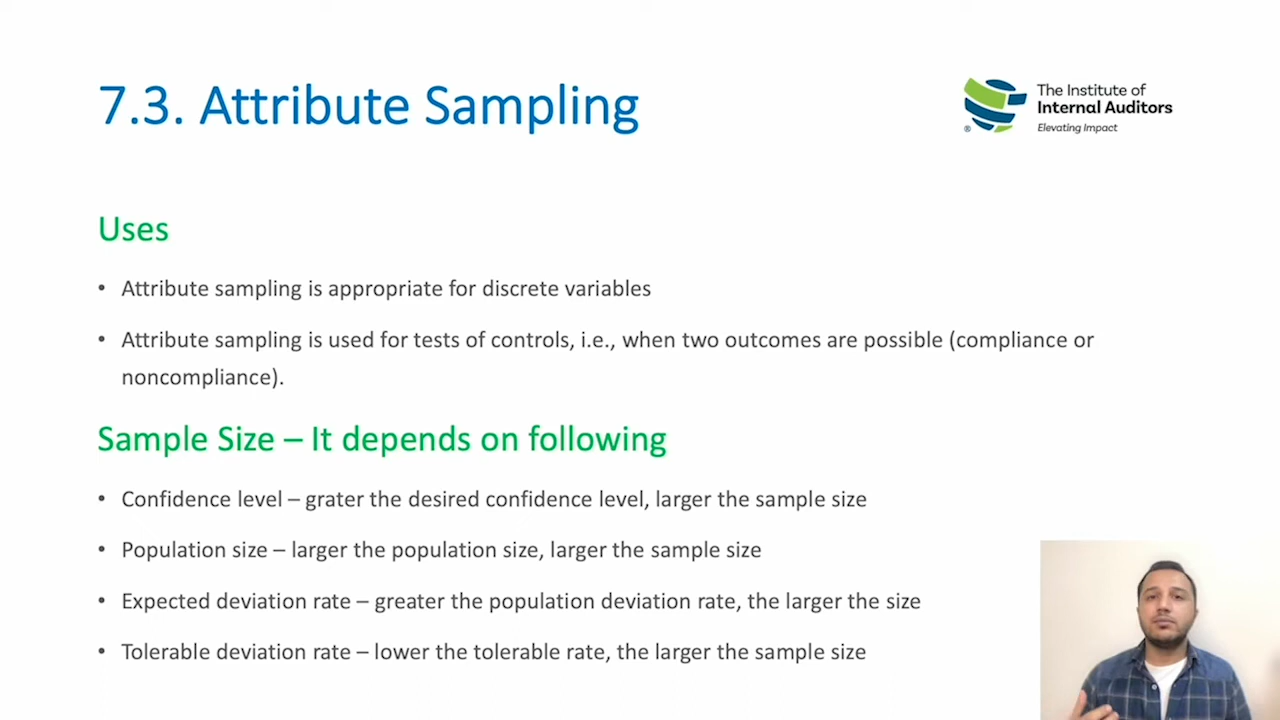 7.3. Attribute Sampling
The Institute of
Internal Auditors
Elevating Impact
®
Uses
• Attribute sampling is appropriate for discrete variables
• Attribute sampling is used for tests of controls, i.e., when two outcomes are possible (compliance or
noncompliance).
Sample Size – It depends on following
• Confidence level – grater the desired confidence level, larger the sample size
• Population size – larger the population size, larger the sample size
• Expected deviation rate – greater the population deviation rate, the larger the size
• Tolerable deviation rate – lower the tolerable rate, the larger the sample size